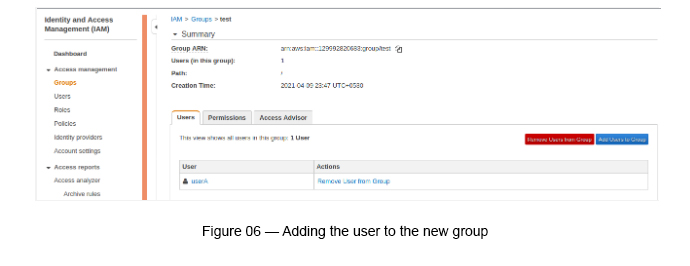 Identity and Access
Management (IAM)
Dashboard
Access management
Groups
Users
Roles
Policies
Identity providers
Account settings
Access reports
Access analyzer
Archive rules
IAM > Groups > test
Summary
Group ARN: arn:aws:iam::129992820683:group/test
Users (in this group): 1
Path: /
Creation Time: 2021-04-09 23:47 UTC+0530
Users Permissions Access Advisor
This view shows all users in this group: 1 User
Remove Users from Group Add Users to Group
User Actions
userA Remove User from Group
Figure 06 — Adding the user to the new group